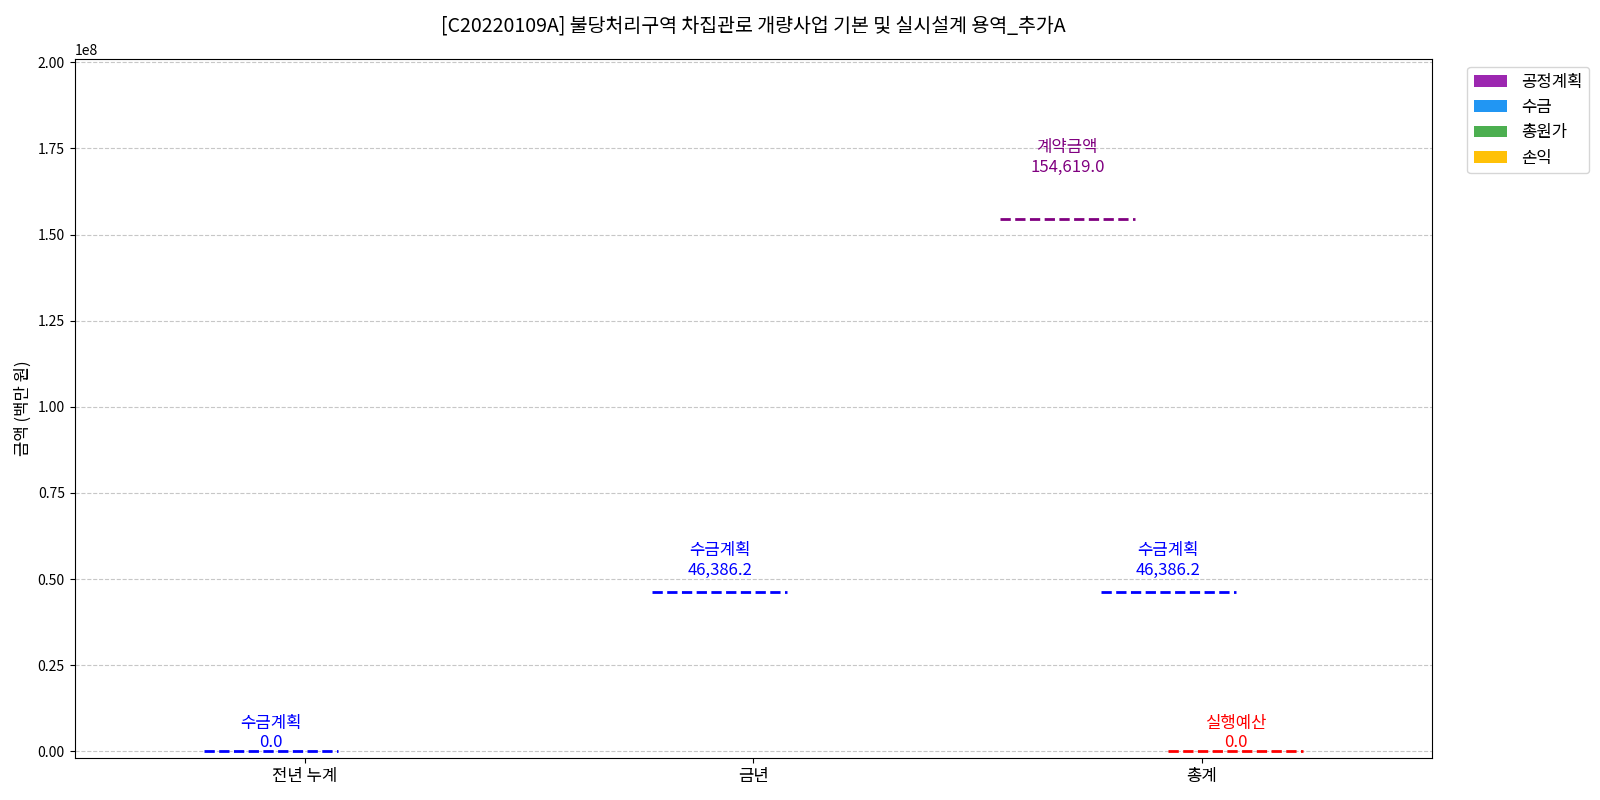 [C20220109A] 불당처리구역 차집관로 개량사업 기본 및 실시설계 용역_추가A
1e8
2.00
1.75
1.50
1.25
1.00
0.75
0.50
0.25
0.00
금액 (백만 원)
계약금액
154,619.0
수금계획
46,386.2
수금계획
46,386.2
수금계획
0.0
실행예산
0.0
전년 누계
금년
총계
공정계획
수금
총원가
손익